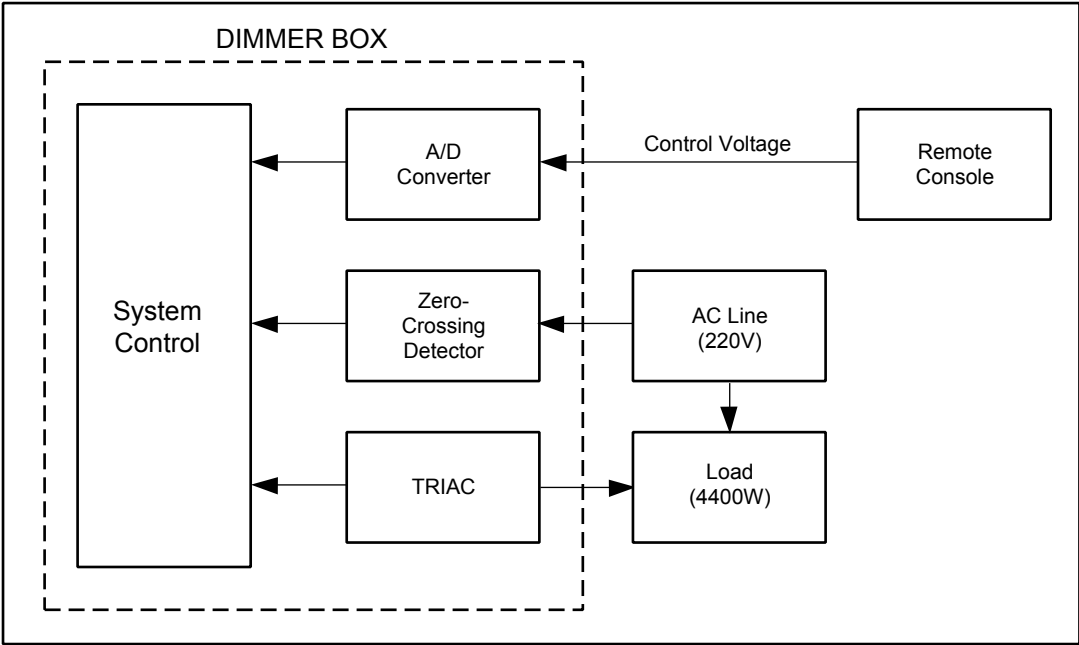 DIMMER BOX
System
Control
A/D
Converter
Control Voltage
Remote
Console
Zero-
Crossing
Detector
AC Line
(220V)
TRIAC
Load
(4400W)